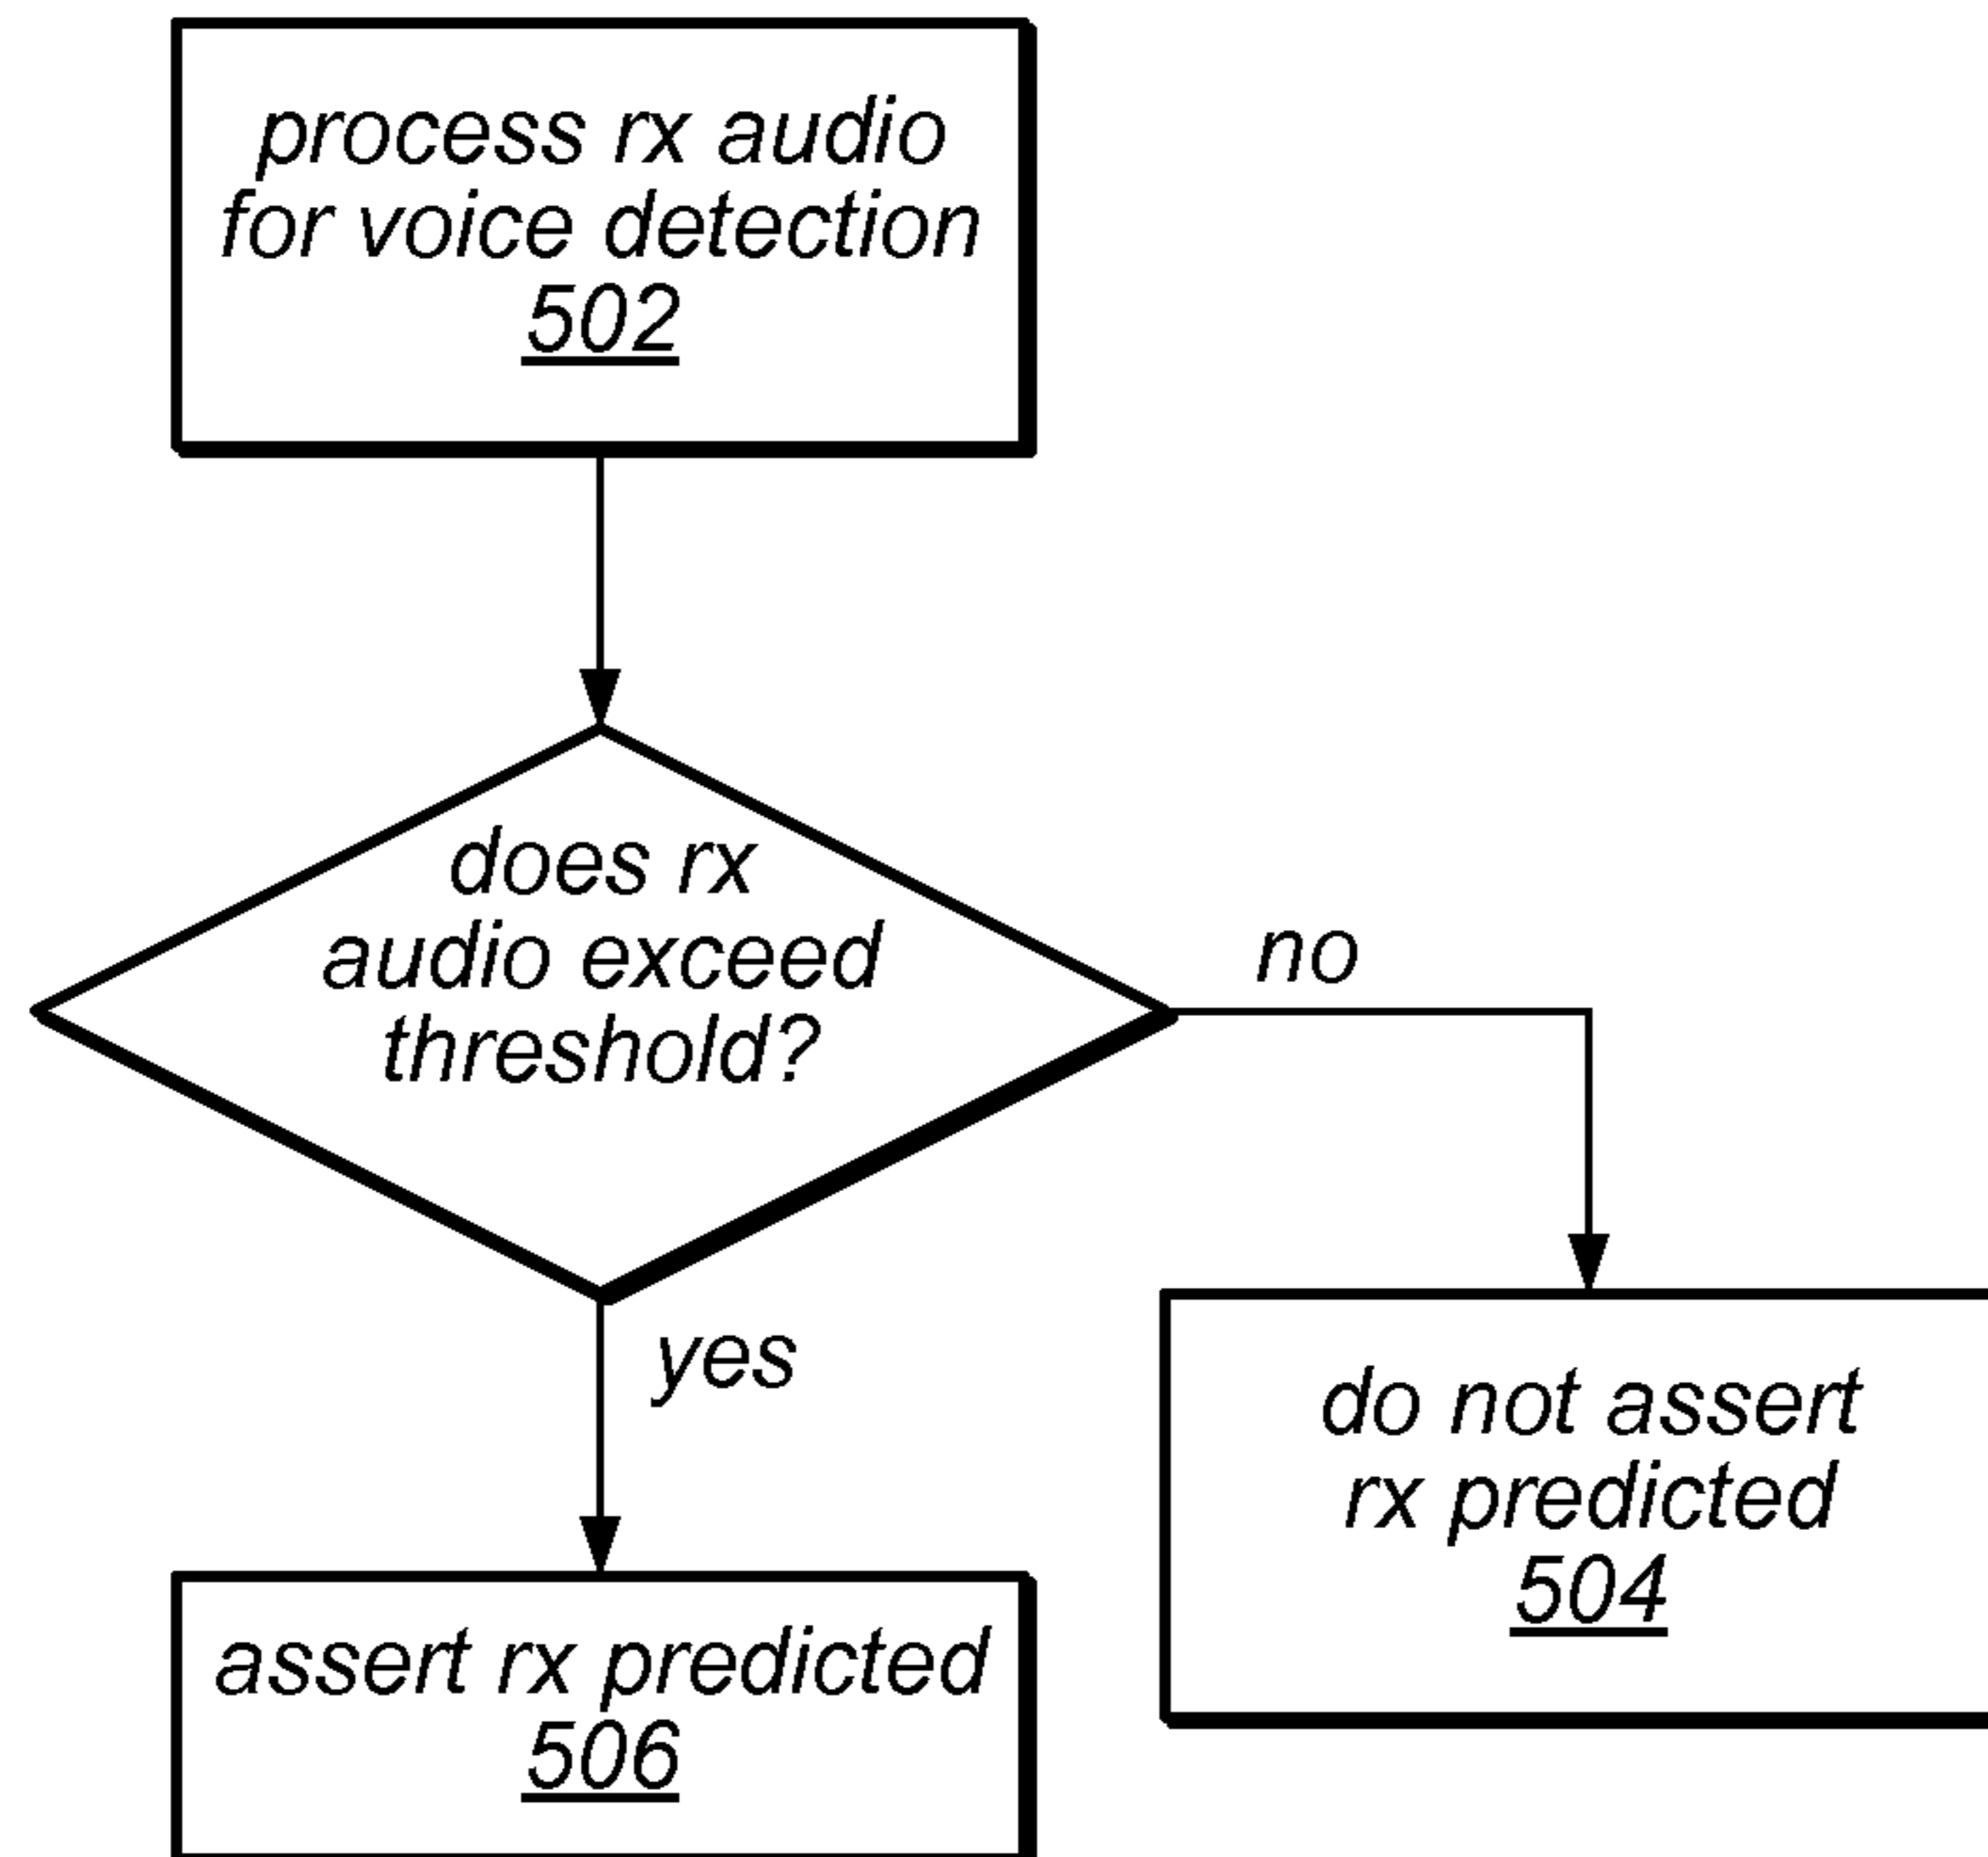 process rx audio
for voice detection
502
does rx
audio exceed
threshold?
no
yes
do not assert
rx predicted
504
assert rx predicted
506